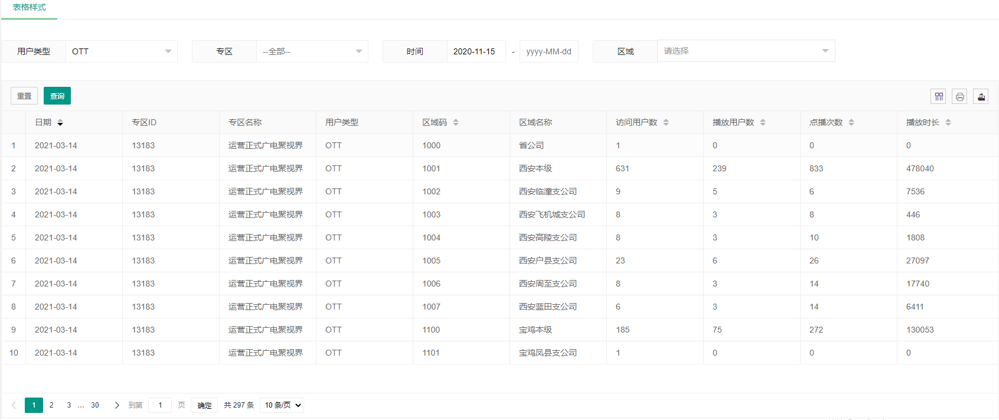 表格样式
用户类型 OTT 专区 --全部-- 时间 2020-11-15 - yyyy-MM-dd 区域 请选择
重置 查询
日期 专区ID 专区名称 用户类型 区域码 区域名称 访问用户数 播放用户数 点播次数 播放时长
1 2021-03-14 13183 运营正式广电聚视界 OTT 1000 省公司 1 0 0 0
2 2021-03-14 13183 运营正式广电聚视界 OTT 1001 西安本级 631 239 833 478040
3 2021-03-14 13183 运营正式广电聚视界 OTT 1002 西安临潼支公司 9 5 6 7536
4 2021-03-14 13183 运营正式广电聚视界 OTT 1003 西安飞机城支公司 8 3 8 446
5 2021-03-14 13183 运营正式广电聚视界 OTT 1004 西安高陵支公司 8 3 10 1808
6 2021-03-14 13183 运营正式广电聚视界 OTT 1005 西安户县支公司 23 6 26 27097
7 2021-03-14 13183 运营正式广电聚视界 OTT 1006 西安周至支公司 8 3 14 17740
8 2021-03-14 13183 运营正式广电聚视界 OTT 1007 西安蓝田支公司 6 3 14 6411
9 2021-03-14 13183 运营正式广电聚视界 OTT 1100 宝鸡本级 185 75 272 130053
10 2021-03-14 13183 运营正式广电聚视界 OTT 1101 宝鸡凤县支公司 1 0 0 0
1 2 3 … 30 到第 1 页 确定 共 297 条 10 条/页